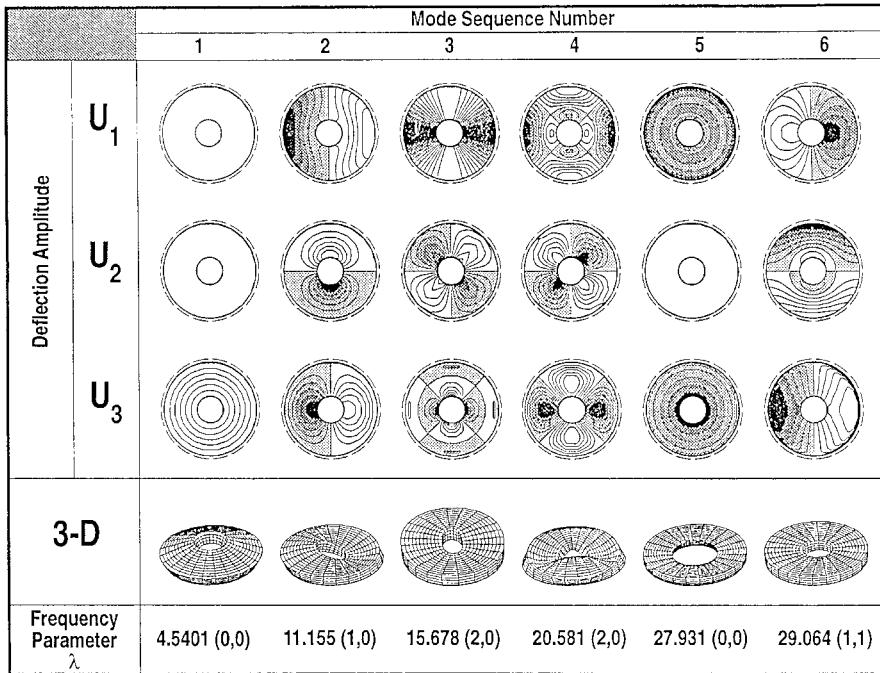 Mode Sequence Number
1 2 3 4 5 6
Deflection Amplitude
U1
U2
U3
3-D
Frequency
Parameter
λ
4.5401 (0,0) 11.155 (1,0) 15.678 (2,0) 20.581 (2,0) 27.931 (0,0) 29.064 (1,1)